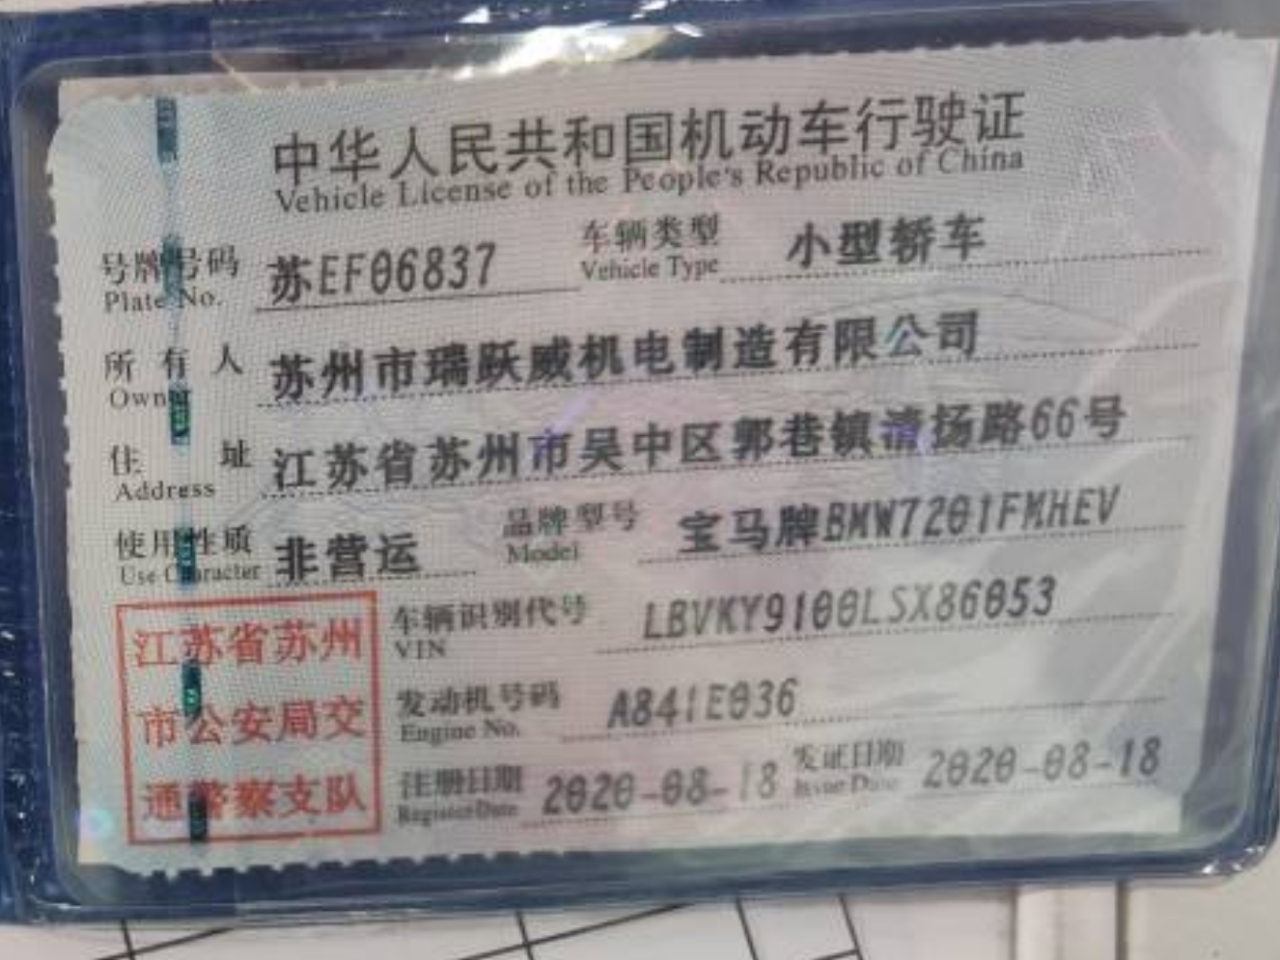 中华人民共和国机动车行驶证
Vehicle License of the People's Republic of China
号牌号码 苏EF06837 车辆类型 小型轿车
Plate No. Vehicle Type
所有人 苏州市瑞跃威机电制造有限公司
Owner
住址 江苏省苏州市吴中区郭巷镇清扬路66号
Address
使用性质 非营运 品牌型号 宝马牌BMW7201FMHEV
Use Character Model
车辆识别代号 LBVKY9100LSX86053
VIN
发动机号码 A841E036
Engine No.
注册日期 2020-08-18 发证日期 2020-08-18
Register Date Issue Date
江苏省苏州
市公安局交
通警察支队